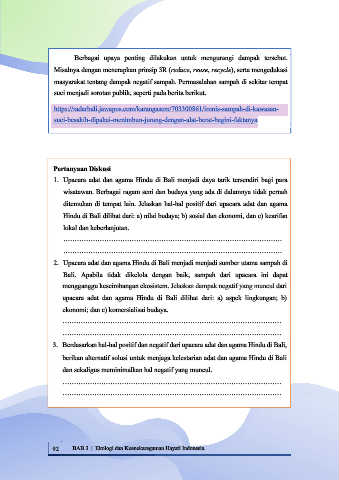 Berbagai upaya penting dilakukan untuk mengurangi dampak tersebut.
Misalnya dengan menerapkan prinsip 3R (reduce, reuse, recycle), serta mengedukasi
masyarakat tentang dampak negatif sampah. Permasalahan sampah di sekitar tempat
suci menjadi sorotan publik, seperti pada berita berikut.
https://radarbali.jawapos.com/karangasem/703300861/ironis-sampah-di-kawasan-
suci-besakih-dipakai-menimbun-jurang-dengan-alat-berat-begini-faktanya
Pertanyaan Diskusi
1. Upacara adat dan agama Hindu di Bali menjadi daya tarik tersendiri bagi para
wisatawan. Berbagai ragam seni dan budaya yang ada di dalamnya tidak pernah
ditemukan di tempat lain. Jelaskan hal-hal positif dari upacara adat dan agama
Hindu di Bali dilihat dari: a) nilai budaya; b) sosial dan ekonomi, dan c) kearifan
lokal dan keberlanjutan.
2. Upacara adat dan agama Hindu di Bali menjadi menjadi sumber utama sampah di
Bali. Apabila tidak dikelola dengan baik, sampah dari upacara ini dapat
mengganggu keseimbangan ekosistem. Jelaskan dampak negatif yang muncul dari
upacara adat dan agama Hindu di Bali dilihat dari: a) aspek lingkungan; b)
ekonomi; dan c) komersialisasi budaya.
3. Berdasarkan hal-hal positif dan negatif dari upacara adat dan agama Hindu di Bali,
berikan alternatif solusi untuk menjaga kelestarian adat dan agama Hindu di Bali
dan sekaligus meminimalkan hal negatif yang muncul.
92 BAB 3 | Ekologi dan Keanekaragaman Hayati Indonesia